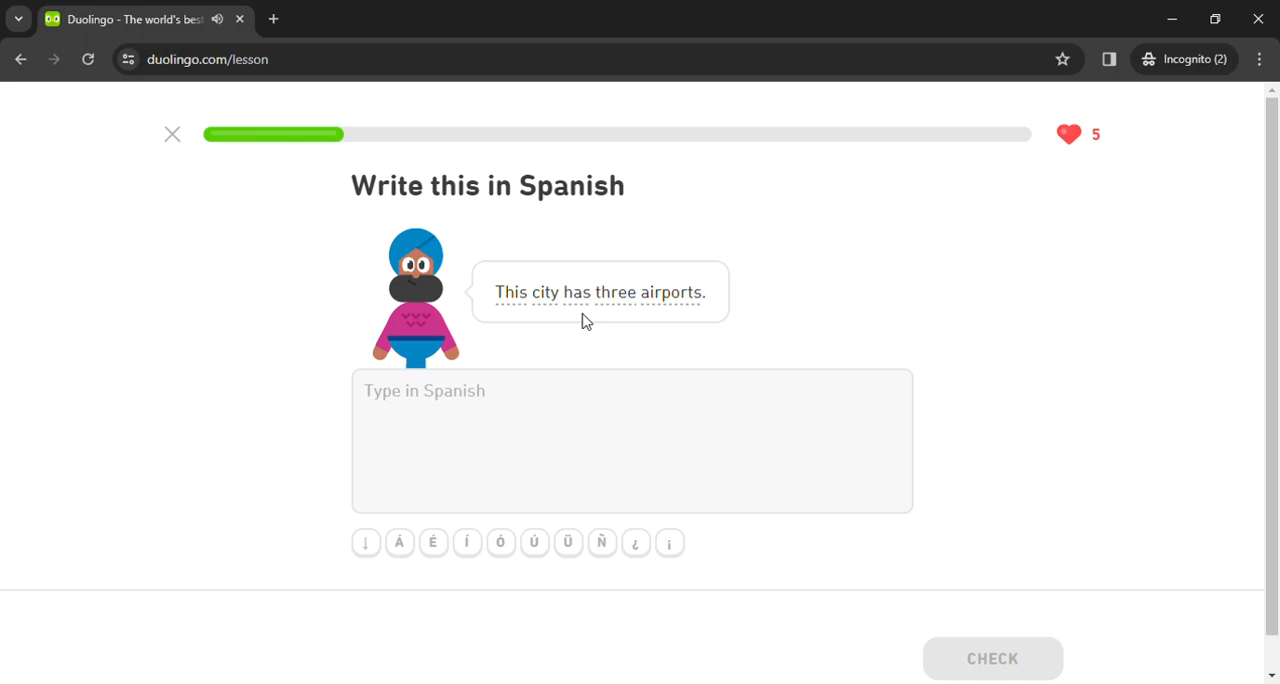 Duolingo - The world's best
duolingo.com/lesson
Incognito (2)
5
Write this in Spanish
This city has three airports.
Type in Spanish
↓ Á É Í Ó Ú Ü Ñ ¿ ¡
CHECK